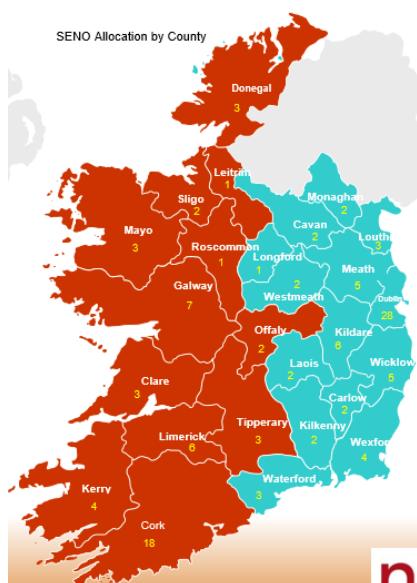 SENO Allocation by County
Donegal
3
Leitrim
1
Sligo
2
Monaghan
2
Cavan
2
Louth
3
Mayo
3
Roscommon
1
Longford
1
Meath
5
Galway
7
2
Westmeath
Dublin
28
Offaly
2
Kildare
6
Laois
2
Wicklow
5
Clare
3
Carlow
2
Tipperary
3
Kilkenny
2
Limerick
6
Wexford
4
Waterford
3
Kerry
4
Cork
18